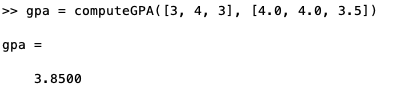 >> gpa = computeGPA([3, 4, 3], [4.0, 4.0, 3.5])
gpa =
3.8500